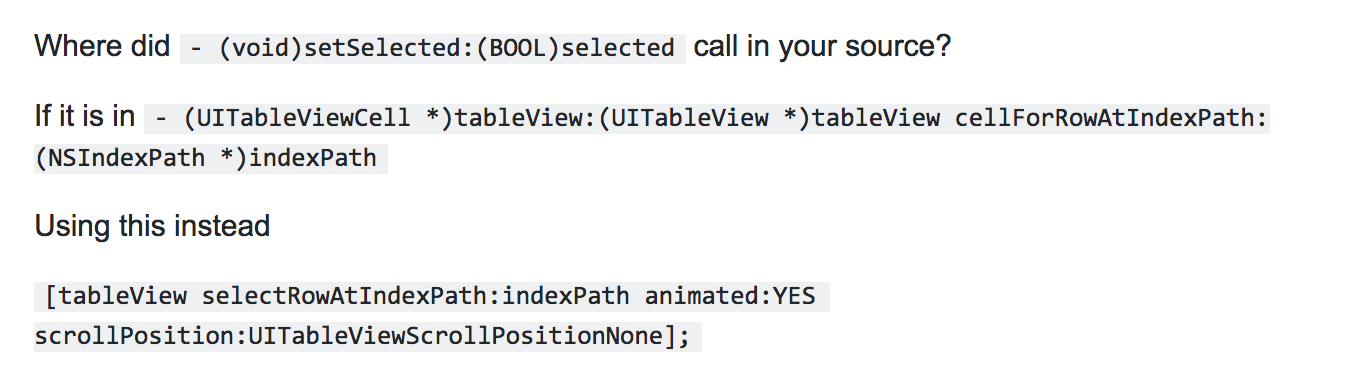 Where did - (void)setSelected:(BOOL)selected call in your source?
If it is in - (UITableViewCell *)tableView:(UITableView *)tableView cellForRowAtIndexPath:
(NSIndexPath *)indexPath
Using this instead
[tableView selectRowAtIndexPath:indexPath animated:YES
scrollPosition:UITableViewScrollPositionNone];